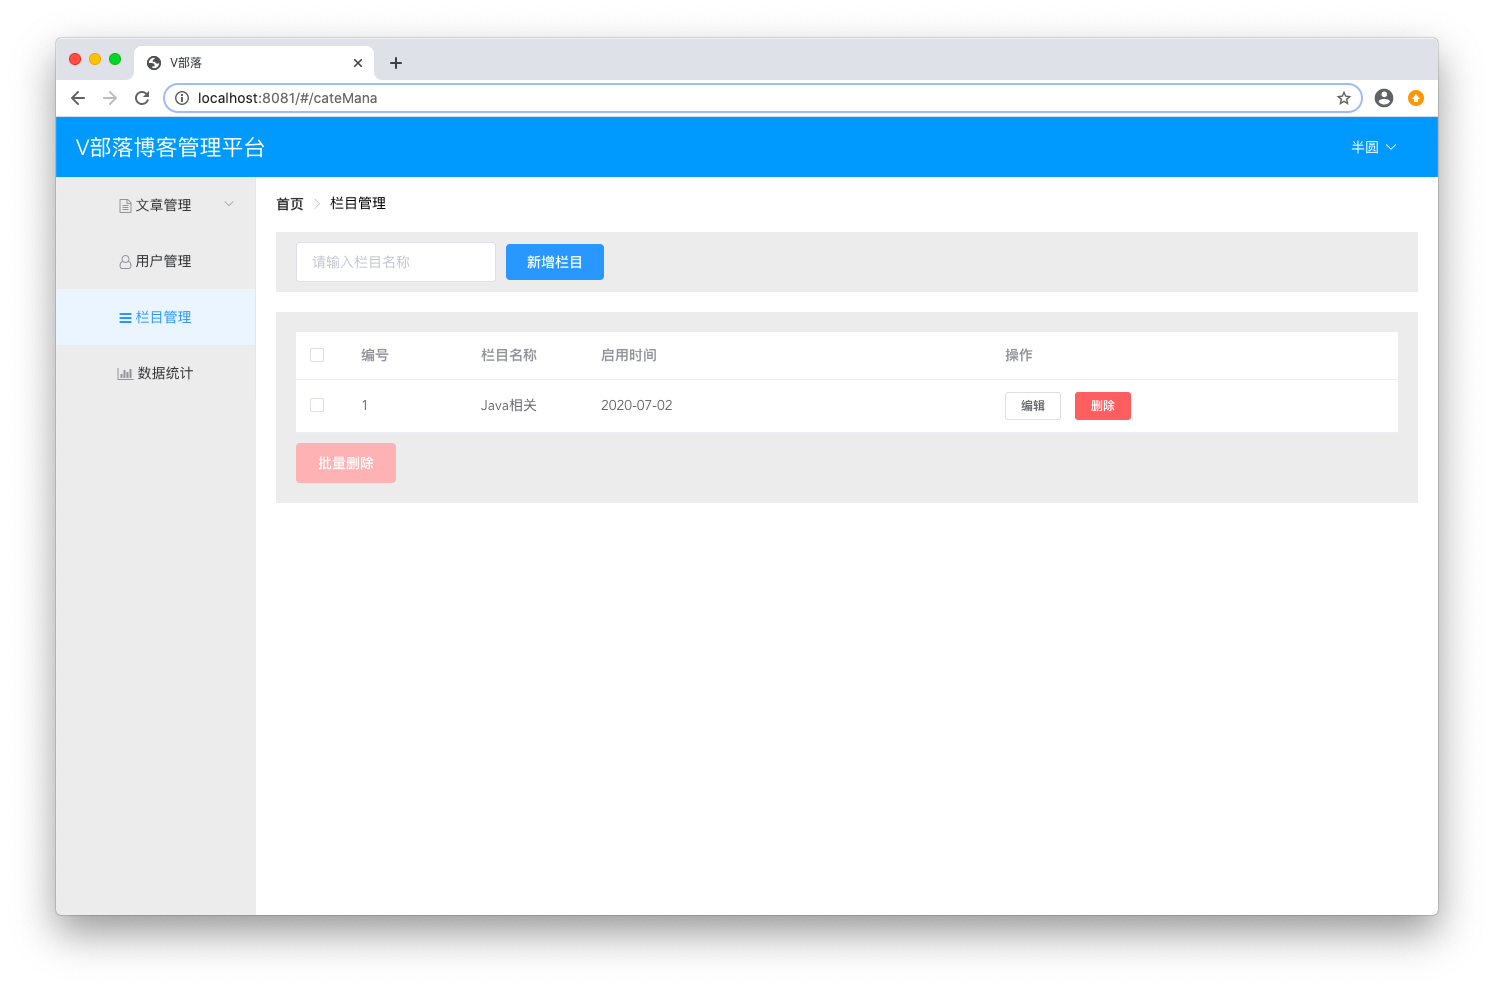 V部落
localhost:8081/#/cateMana
V部落博客管理平台
半圆
文章管理
用户管理
栏目管理
数据统计
首页 栏目管理
请输入栏目名称 新增栏目
编号 栏目名称 启用时间 操作
1 Java相关 2020-07-02 编辑 删除
批量删除